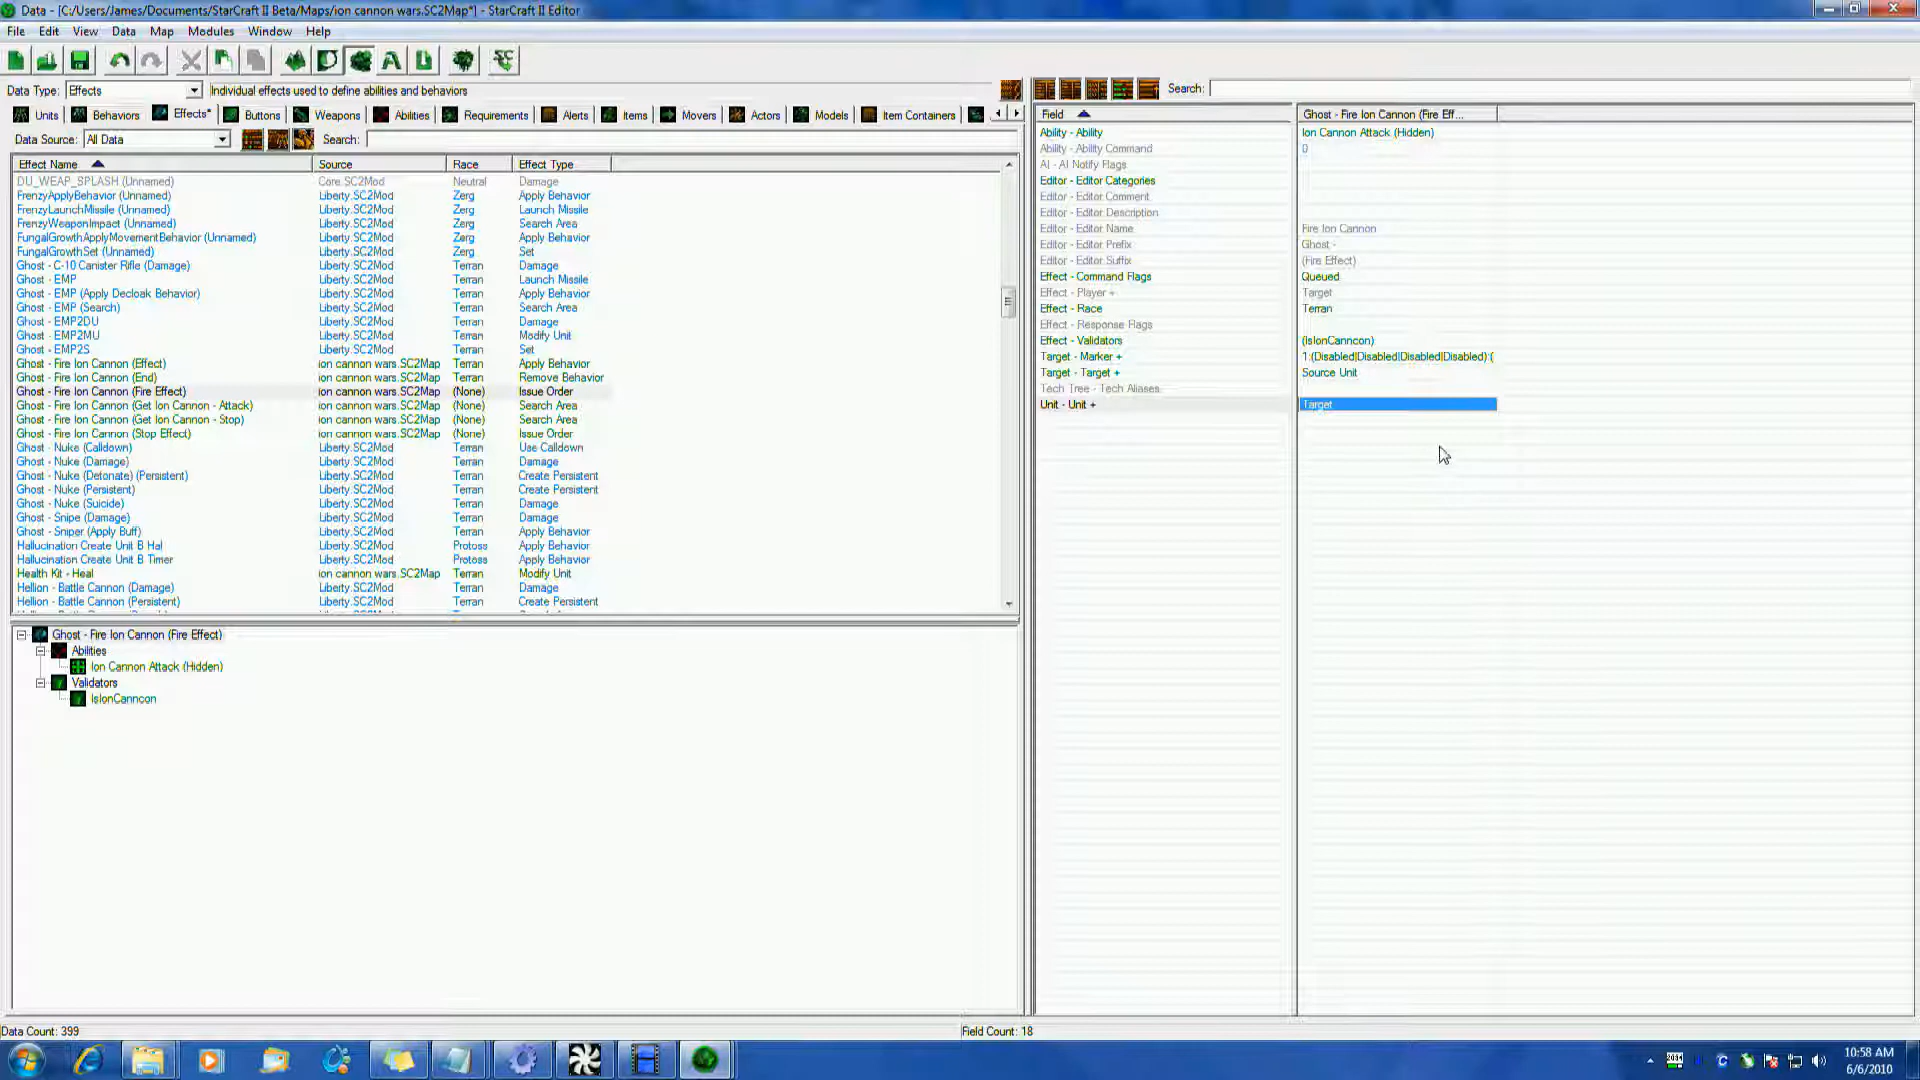 Data - [C:/Users/James/Documents/StarCraft II Beta/Maps/ion cannon wars.SC2Map*] - StarCraft II Editor
File Edit View Data Map Modules Window Help
Data Type: Effects Individual effects used to define abilities and behaviors
Units Behaviors Effects* Buttons Weapons Abilities Requirements Alerts Items Movers Actors Models Item Containers
Data Source: All Data Search:
Effect Name Source Race Effect Type
DU_WEAP_SPLASH (Unnamed) Core.SC2Mod Neutral Damage
FrenzyApplyBehavior (Unnamed) Liberty.SC2Mod Zerg Apply Behavior
FrenzyLaunchMissile (Unnamed) Liberty.SC2Mod Zerg Launch Missile
FrenzyWeaponImpact (Unnamed) Liberty.SC2Mod Zerg Search Area
FungalGrowthApplyMovementBehavior (Unnamed) Liberty.SC2Mod Zerg Apply Behavior
FungalGrowthSet (Unnamed) Liberty.SC2Mod Zerg Set
Ghost - C-10 Canister Rifle (Damage) Liberty.SC2Mod Terran Damage
Ghost - EMP Liberty.SC2Mod Terran Launch Missile
Ghost - EMP (Apply Decloak Behavior) Liberty.SC2Mod Terran Apply Behavior
Ghost - EMP (Search) Liberty.SC2Mod Terran Search Area
Ghost - EMP2DU Liberty.SC2Mod Terran Damage
Ghost - EMP2MU Liberty.SC2Mod Terran Modify Unit
Ghost - EMP2S Liberty.SC2Mod Terran Set
Ghost - Fire Ion Cannon (Effect) ion cannon wars.SC2Map Terran Apply Behavior
Ghost - Fire Ion Cannon (End) ion cannon wars.SC2Map Terran Remove Behavior
Ghost - Fire Ion Cannon (Fire Effect) ion cannon wars.SC2Map (None) Issue Order
Ghost - Fire Ion Cannon (Get Ion Cannon - Attack) ion cannon wars.SC2Map (None) Search Area
Ghost - Fire Ion Cannon (Get Ion Cannon - Stop) ion cannon wars.SC2Map (None) Search Area
Ghost - Fire Ion Cannon (Stop Effect) ion cannon wars.SC2Map (None) Issue Order
Ghost - Nuke (Calldown) Liberty.SC2Mod Terran Use Calldown
Ghost - Nuke (Damage) Liberty.SC2Mod Terran Damage
Ghost - Nuke (Detonate) (Persistent) Liberty.SC2Mod Terran Create Persistent
Ghost - Nuke (Persistent) Liberty.SC2Mod Terran Create Persistent
Ghost - Nuke (Suicide) Liberty.SC2Mod Terran Damage
Ghost - Snipe (Damage) Liberty.SC2Mod Terran Damage
Ghost - Sniper (Apply Buff) Liberty.SC2Mod Terran Apply Behavior
Hallucination Create Unit B Hal Liberty.SC2Mod Protoss Apply Behavior
Hallucination Create Unit B Timer Liberty.SC2Mod Protoss Apply Behavior
Health Kit - Heal ion cannon wars.SC2Map Terran Modify Unit
Hellion - Battle Cannon (Damage) Liberty.SC2Mod Terran Damage
Hellion - Battle Cannon (Persistent) Liberty.SC2Mod Terran Create Persistent
Ghost - Fire Ion Cannon (Fire Effect)
Abilities
Ion Cannon Attack (Hidden)
Validators
IsIonCanncon
Data Count: 399
Search:
Field Ghost - Fire Ion Cannon (Fire Eff...
Ability - Ability Ion Cannon Attack (Hidden)
Ability - Ability Command 0
AI - AI Notify Flags
Editor - Editor Categories
Editor - Editor Comment
Editor - Editor Description
Editor - Editor Name Fire Ion Cannon
Editor - Editor Prefix Ghost -
Editor - Editor Suffix (Fire Effect)
Effect - Command Flags Queued
Effect - Player + Target
Effect - Race Terran
Effect - Response Flags
Effect - Validators (IsIonCanncon)
Target - Marker + 1:(Disabled|Disabled|Disabled|Disabled):(
Target - Target + Source Unit
Tech Tree - Tech Aliases
Unit - Unit + Target
Field Count: 18
10:58 AM
6/6/2010